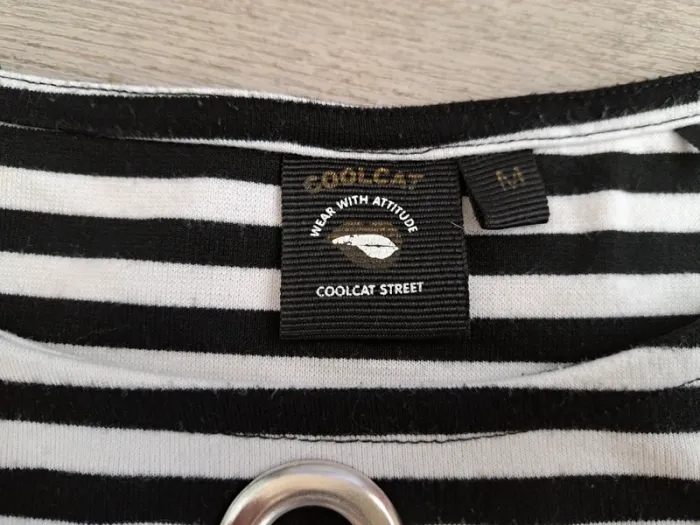 COOLCAT
M
WEAR WITH ATTITUDE
COOLCAT STREET